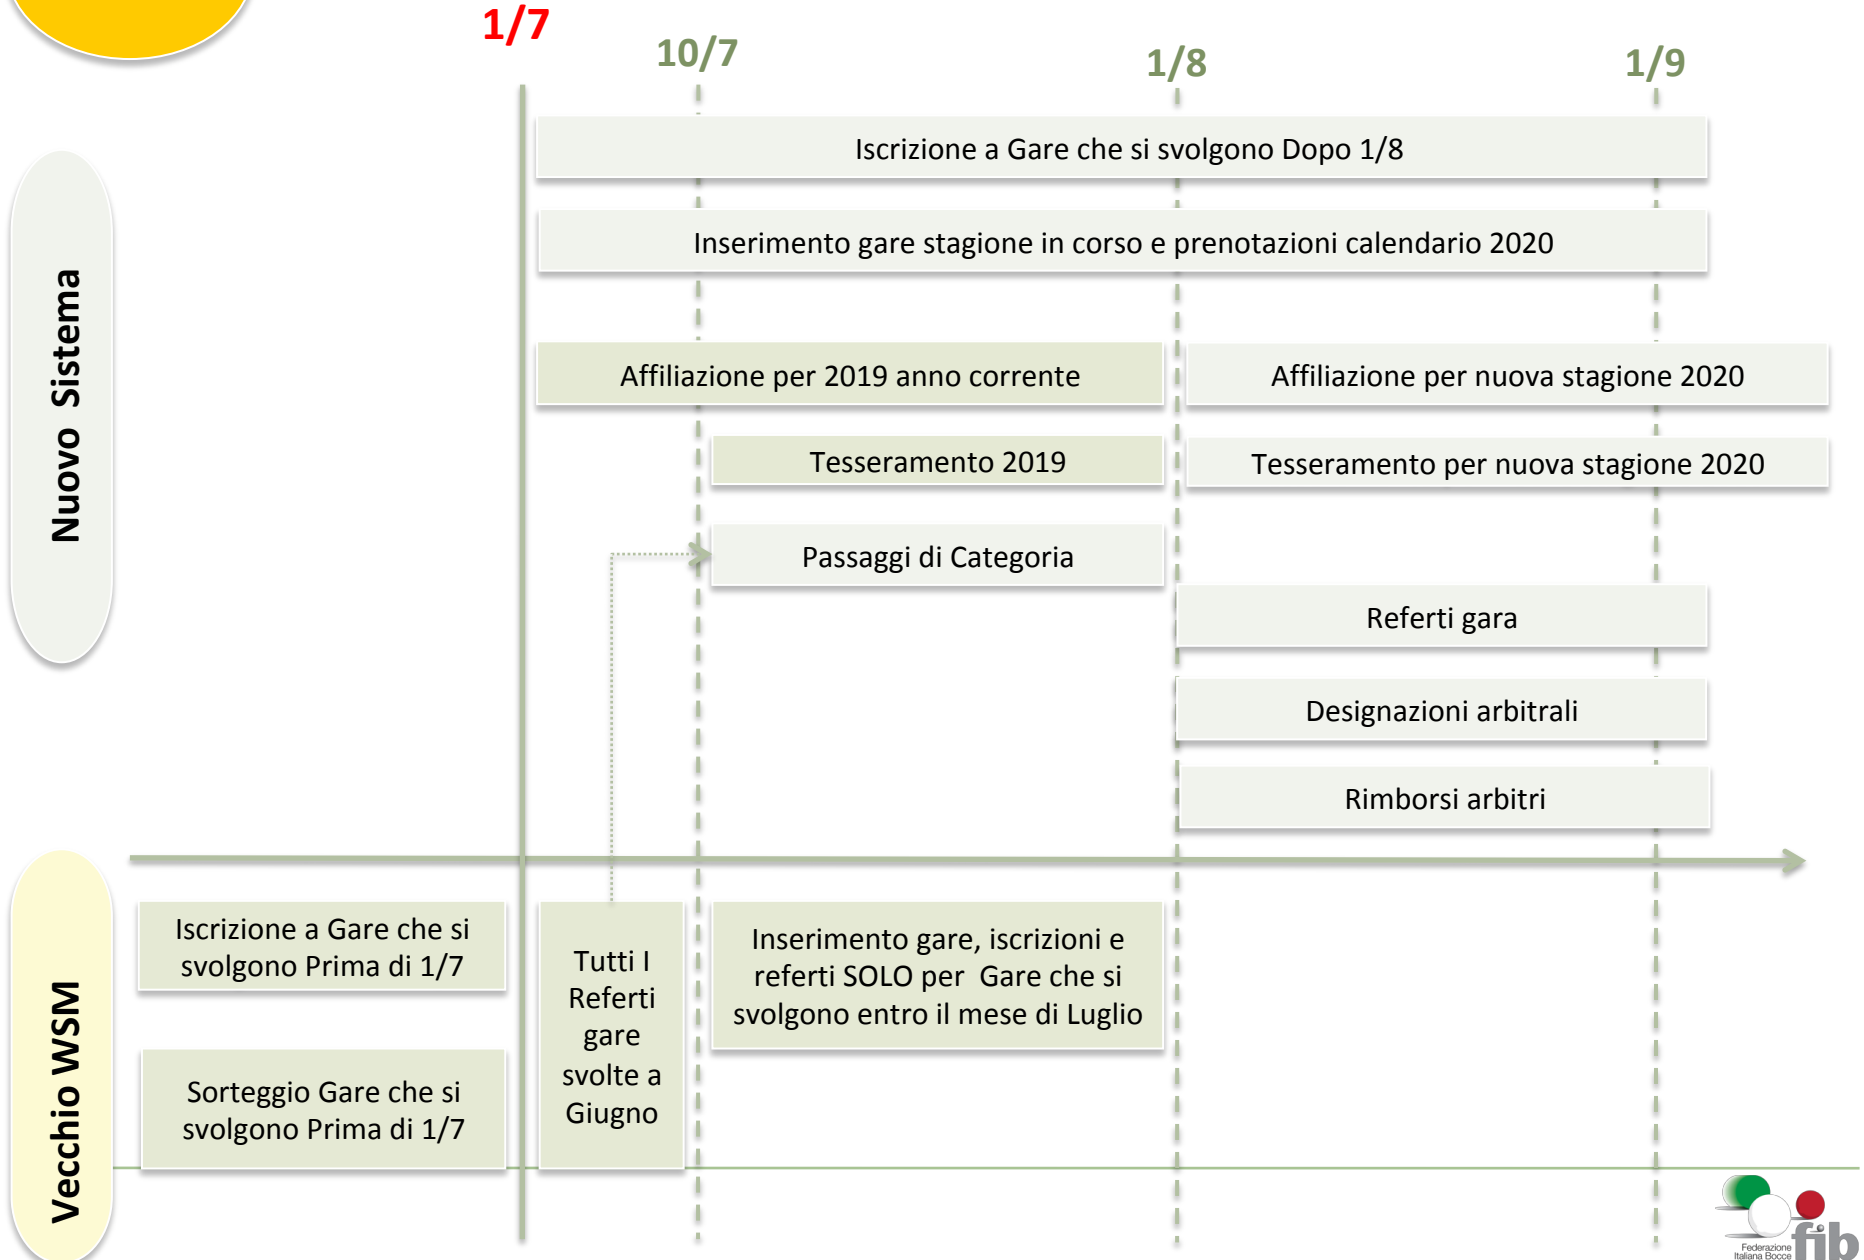 1/7
10/7
1/8
1/9
Iscrizione a Gare che si svolgono Dopo 1/8
Inserimento gare stagione in corso e prenotazioni calendario 2020
Nuovo Sistema
Affiliazione per 2019 anno corrente
Affiliazione per nuova stagione 2020
Tesseramento 2019
Tesseramento per nuova stagione 2020
Passaggi di Categoria
Referti gara
Designazioni arbitrali
Rimborsi arbitri
Vecchio WSM
Iscrizione a Gare che si
svolgono Prima di 1/7
Sorteggio Gare che si
svolgono Prima di 1/7
Tutti I
Referti
gare
svolte a
Giugno
Inserimento gare, iscrizioni e
referti SOLO per Gare che si
svolgono entro il mese di Luglio
Federazione
Italiana Bocce
fib